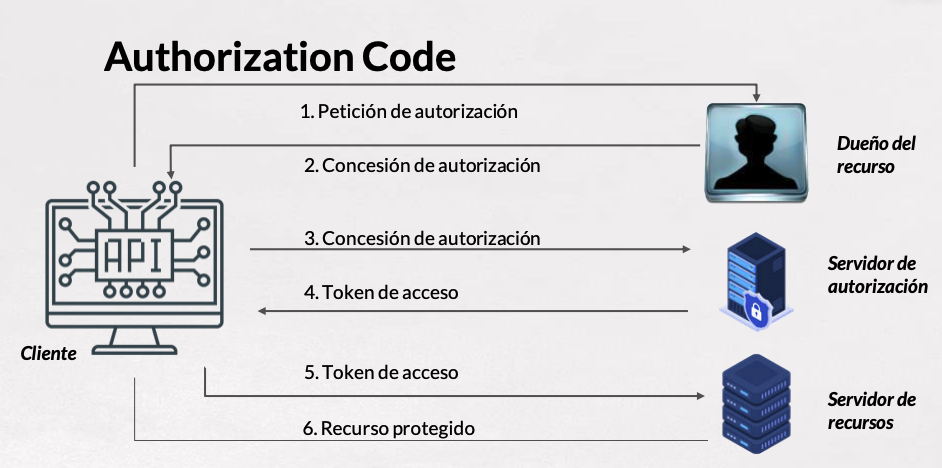 Authorization Code
1. Petición de autorización
Dueño del
recurso
2. Concesión de autorización
API
3. Concesión de autorización
Servidor de
autorización
4. Token de acceso
Cliente
5. Token de acceso
Servidor de
recursos
6. Recurso protegido